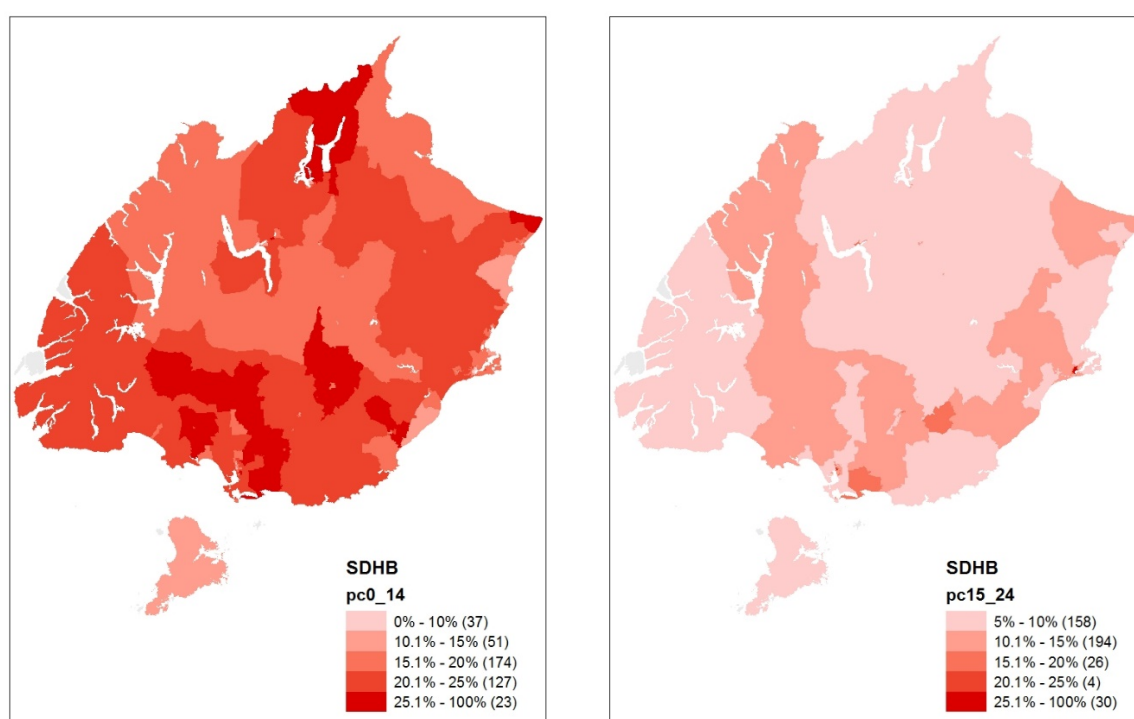 SDHB
pc0_14
0% - 10% (37)
10.1% - 15% (51)
15.1% - 20% (174)
20.1% - 25% (127)
25.1% - 100% (23)
SDHB
pc15_24
5% - 10% (158)
10.1% - 15% (194)
15.1% - 20% (26)
20.1% - 25% (4)
25.1% - 100% (30)